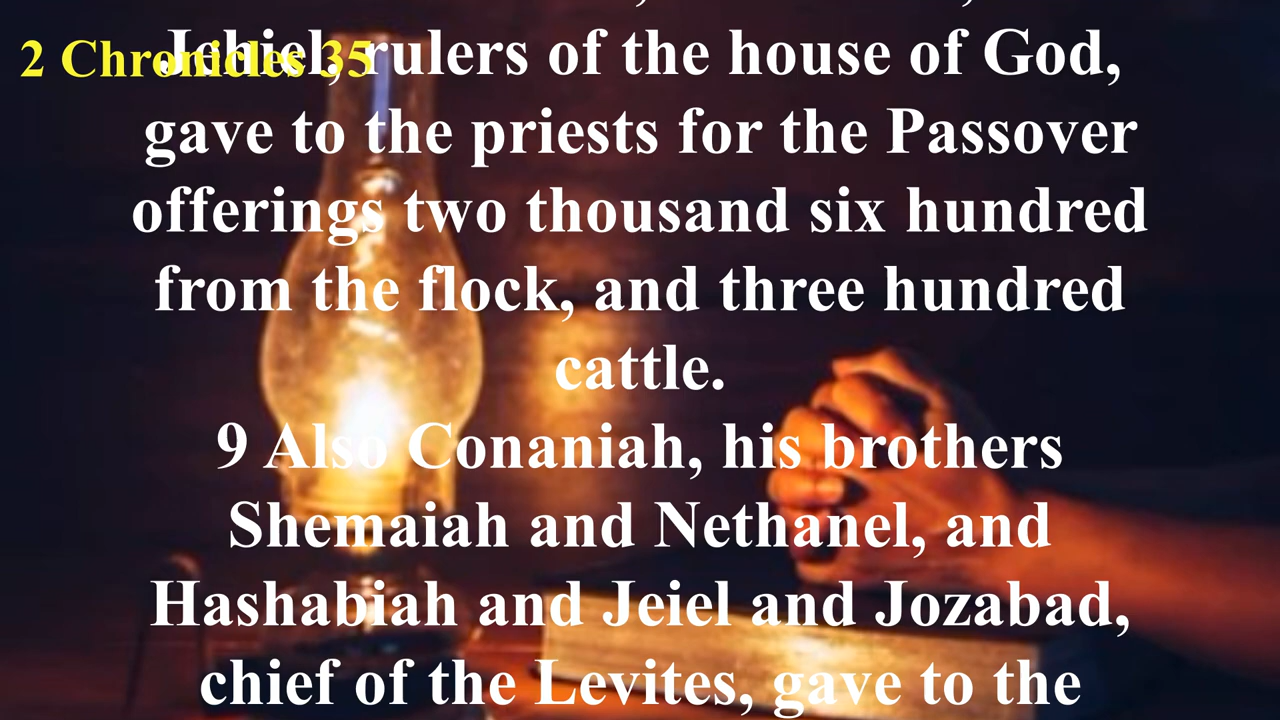 2 Chronicles 35
Jehiel, rulers of the house of God,
gave to the priests for the Passover
offerings two thousand six hundred
from the flock, and three hundred
cattle.
9 Also Conaniah, his brothers
Shemaiah and Nethanel, and
Hashabiah and Jeiel and Jozabad,
chief of the Levites, gave to the